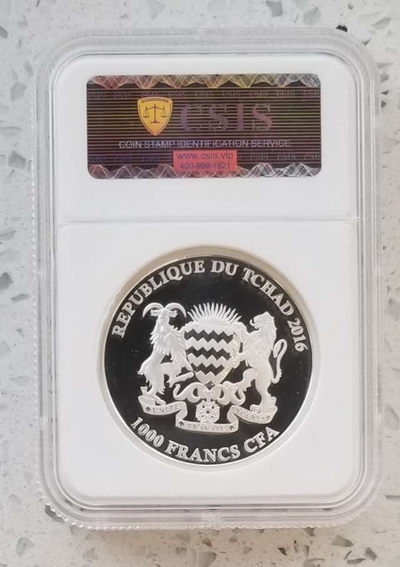 CSIS
COIN STAMP IDENTIFICATION SERVICE
www.csis.vip
REPUBLIQUE DU TCHAD 2016
UNITE
TRAVAIL
PROGRES
1000 FRANCS CFA